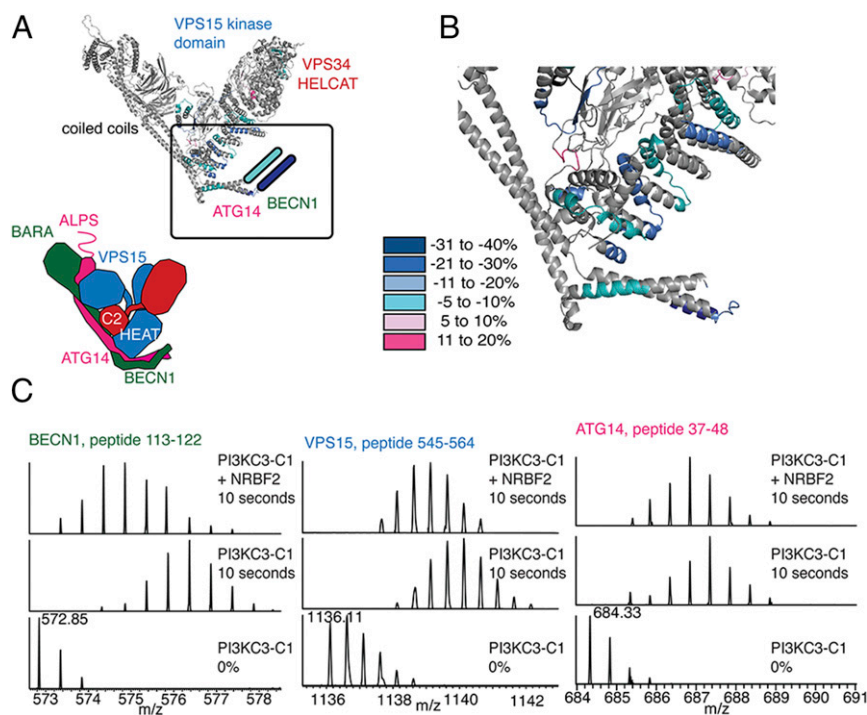 A
VPS15 kinase
domain
VPS34
HELCAT
coiled coils
ATG14
BECN1
ALPS
BARA
VPS15
C2
HEAT
ATG14
BECN1
B
-31 to -40%
-21 to -30%
-11 to -20%
-5 to -10%
5 to 10%
11 to 20%
C
BECN1, peptide 113-122
PI3KC3-C1
+ NRBF2
10 seconds
PI3KC3-C1
10 seconds
572.85
PI3KC3-C1
0%
573 574 575 576 577 578
m/z
VPS15, peptide 545-564
PI3KC3-C1
+ NRBF2
10 seconds
PI3KC3-C1
10 seconds
1136.11
PI3KC3-C1
0%
1136 1138 1140 1142
m/z
ATG14, peptide 37-48
PI3KC3-C1
+ NRBF2
10 seconds
PI3KC3-C1
10 seconds
684.33
PI3KC3-C1
0%
684 685 686 687 688 689 690 691
m/z